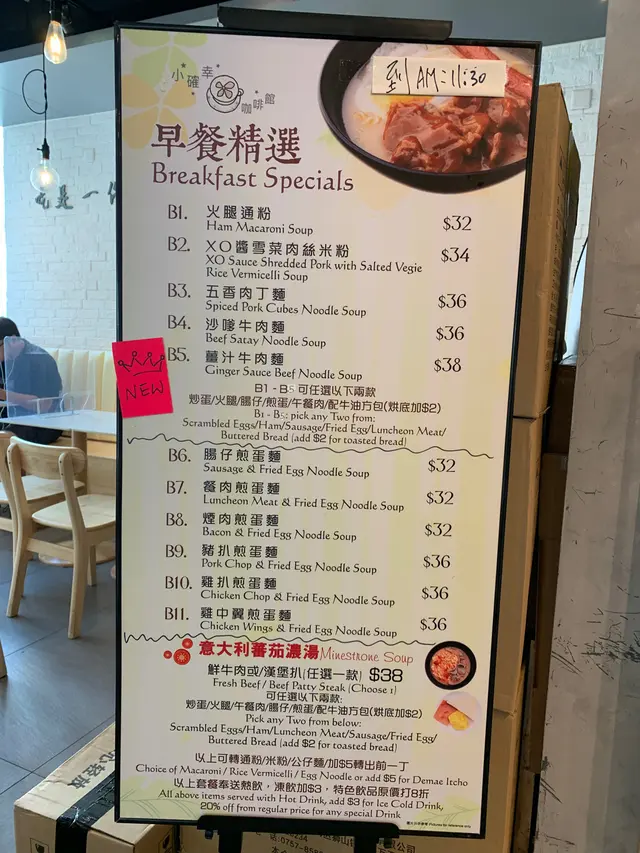 到 AM:11:30
小確幸
咖啡館
早餐精選
Breakfast Specials
B1. 火腿通粉 $32
Ham Macaroni Soup
B2. XO醬雪菜肉絲米粉 $34
XO Sauce Shredded Pork with Salted Vegie
Rice Vermicelli Soup
B3. 五香肉丁麵 $36
Spiced Pork Cubes Noodle Soup
B4. 沙嗲牛肉麵 $36
Beef Satay Noodle Soup
B5. 薑汁牛肉麵 $38
Ginger Sauce Beef Noodle Soup
NEW
B1 - B5 可任選以下兩款
炒蛋/火腿/腸仔/煎蛋/午餐肉/配牛油方包(烘底加$2)
B1 - B5: pick any Two from:
Scrambled Eggs/Ham/Sausage/Fried Egg/Luncheon Meat/
Buttered Bread (add $2 for toasted bread)
B6. 腸仔煎蛋麵 $32
Sausage & Fried Egg Noodle Soup
B7. 餐肉煎蛋麵 $32
Luncheon Meat & Fried Egg Noodle Soup
B8. 煙肉煎蛋麵 $32
Bacon & Fried Egg Noodle Soup
B9. 豬扒煎蛋麵 $36
Pork Chop & Fried Egg Noodle Soup
B10. 雞扒煎蛋麵 $36
Chicken Chop & Fried Egg Noodle Soup
B11. 雞中翼煎蛋麵 $36
Chicken Wings & Fried Egg Noodle Soup
意大利蕃茄濃湯 Minestrone Soup
鮮牛肉或/漢堡扒(任選一款) $38
Fresh Beef / Beef Patty Steak (Choose 1)
可任選以下兩款:
炒蛋/火腿/午餐肉/腸仔/煎蛋/配牛油方包(烘底加$2)
Pick any Two from below:
Scrambled Eggs/Ham/Luncheon Meat/Sausage/Fried Egg/
Buttered Bread (add $2 for toasted bread)
以上可轉通粉/米粉/公仔麵/加$5轉出前一丁
Choice of Macaroni / Rice Vermicelli / Egg Noodle or add $5 for Demae Itcho
以上套餐奉送熱飲，凍飲加$3，特色飲品原價打8折
All above items served with Hot Drink, add $3 for Ice Cold Drink,
20% off from regular price for any special Drink